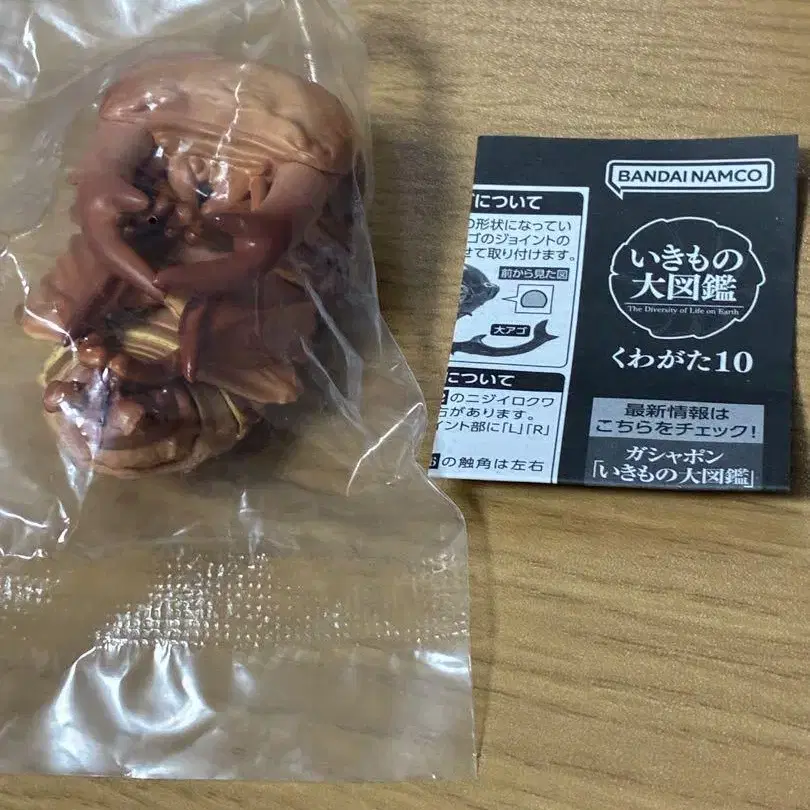 について
の形状になってい
ゴのジョイントの
せて取り付けます。
前から見た図
大アゴ
について
のニジイロクワ
右があります。
イント部に「L」「R」
の触角は左右
BANDAI NAMCO
いきもの
大図鑑
The Diversity of Life on Earth
くわがた10
最新情報は
こちらをチェック!
ガシャポン
「いきもの大図鑑」